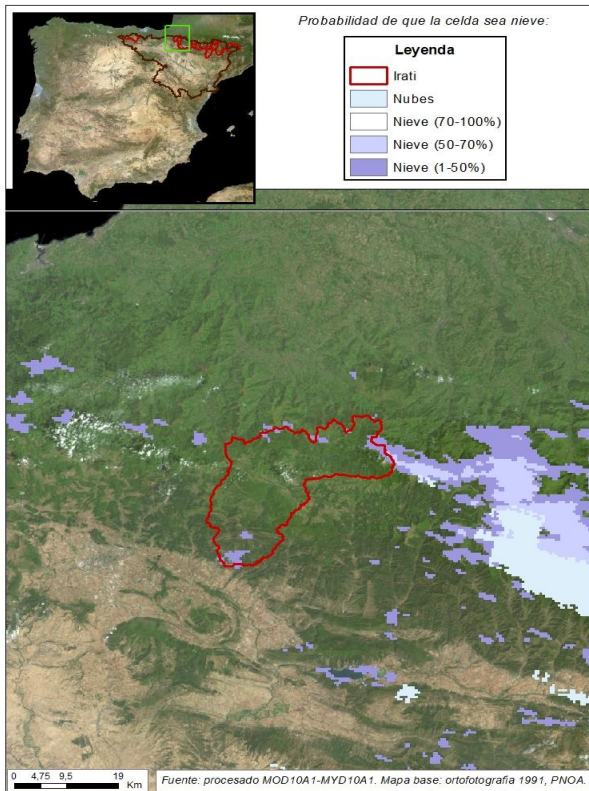 Probabilidad de que la celda sea nieve:
Leyenda
Irati
Nubes
Nieve (70-100%)
Nieve (50-70%)
Nieve (1-50%)
0 4,75 9,5 19
Km
Fuente: procesado MOD10A1-MYD10A1. Mapa base: ortofotografia 1991, PNOA.